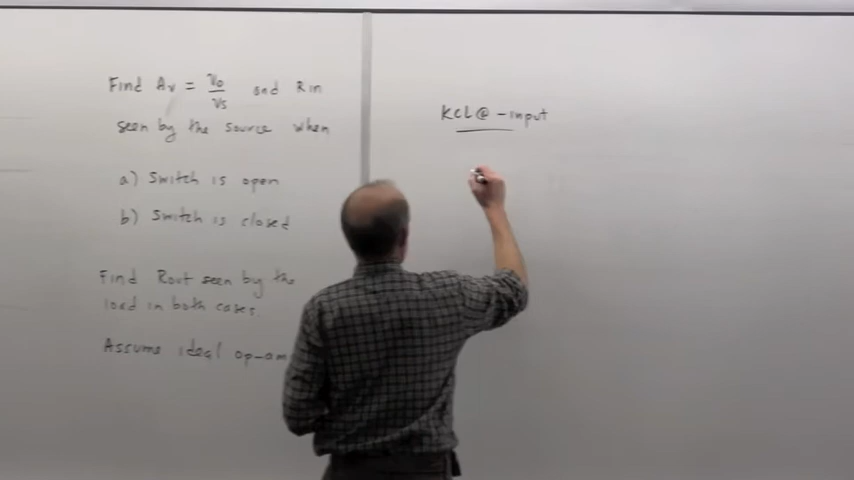 Find Av = Vo/Vs and Rin
seen by the source when
a) Switch is open
b) Switch is closed
Find Rout seen by the
load in both cases.
Assume ideal op-am
KCL@ -input